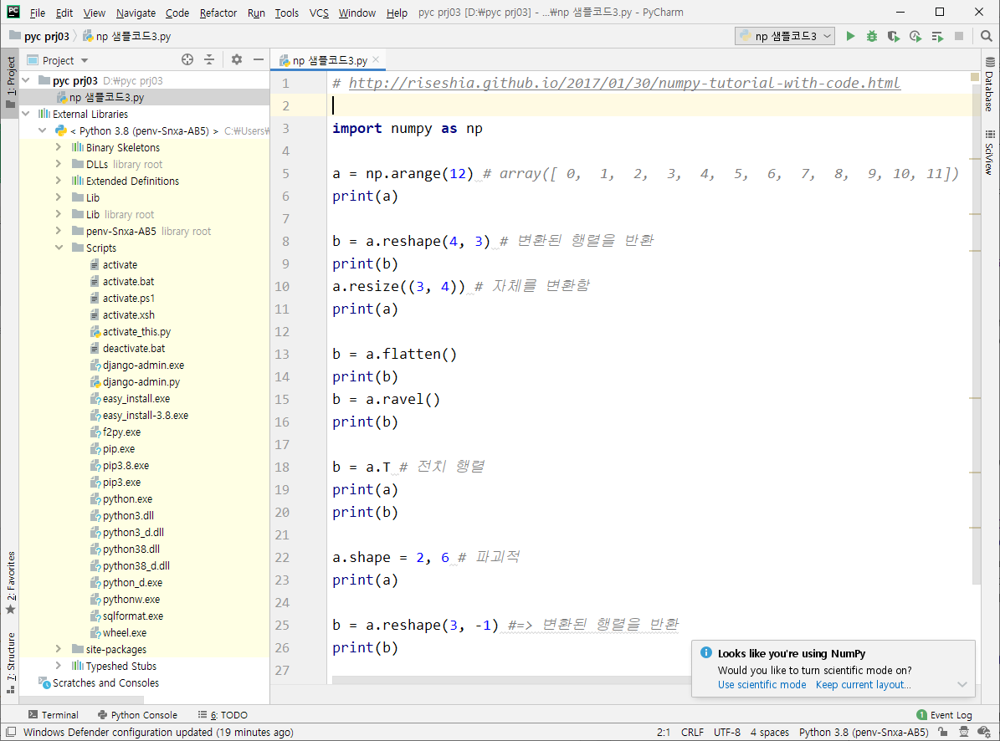 File Edit View Navigate Code Refactor Run Tools VCS Window Help pyc prj03 [D:₩pyc prj03] - ...₩np 샘플코드3.py - PyCharm
pyc prj03 np 샘플코드3.py np 샘플코드3
1: Project
Project
np 샘플코드3.py
pyc prj03 D:₩pyc prj03
np 샘플코드3.py
External Libraries
< Python 3.8 (penv-Snxa-AB5) > C:₩Users₩
Binary Skeletons
DLLs library root
Extended Definitions
Lib
Lib library root
penv-Snxa-AB5 library root
Scripts
activate
activate.bat
activate.ps1
activate.xsh
activate_this.py
deactivate.bat
django-admin.exe
django-admin.py
easy_install.exe
easy_install-3.8.exe
f2py.exe
pip.exe
pip3.8.exe
pip3.exe
python.exe
python3.dll
python3_d.dll
python38.dll
python38_d.dll
python_d.exe
pythonw.exe
sqlformat.exe
wheel.exe
site-packages
Typeshed Stubs
Scratches and Consoles
2: Favorites
7: Structure
1 # http://riseshia.github.io/2017/01/30/numpy-tutorial-with-code.html
2
3 import numpy as np
4
5 a = np.arange(12) # array([ 0, 1, 2, 3, 4, 5, 6, 7, 8, 9, 10, 11])
6 print(a)
7
8 b = a.reshape(4, 3) # 변환된 행렬을 반환
9 print(b)
10 a.resize((3, 4)) # 자체를 변환함
11 print(a)
12
13 b = a.flatten()
14 print(b)
15 b = a.ravel()
16 print(b)
17
18 b = a.T # 전치 행렬
19 print(a)
20 print(b)
21
22 a.shape = 2, 6 # 파괴적
23 print(a)
24
25 b = a.reshape(3, -1) #=> 변환된 행렬을 반환
26 print(b)
27
Database
SciView
Looks like you're using NumPy
Would you like to turn scientific mode on?
Use scientific mode Keep current layout...
Terminal Python Console 6: TODO 1 Event Log
Windows Defender configuration updated (19 minutes ago) 2:1 CRLF UTF-8 4 spaces Python 3.8 (penv-Snxa-AB5)